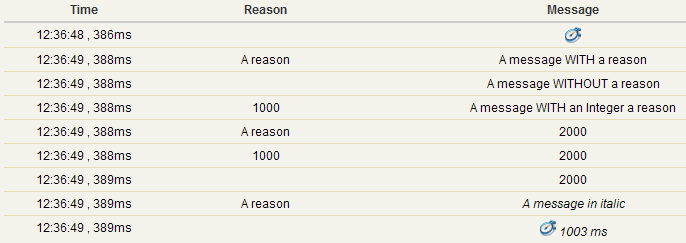 Time Reason Message
12:36:48 , 386ms
12:36:49 , 388ms A reason A message WITH a reason
12:36:49 , 388ms A message WITHOUT a reason
12:36:49 , 388ms 1000 A message WITH an Integer a reason
12:36:49 , 388ms A reason 2000
12:36:49 , 388ms 1000 2000
12:36:49 , 389ms 2000
12:36:49 , 389ms A reason A message in italic
12:36:49 , 389ms 1003 ms